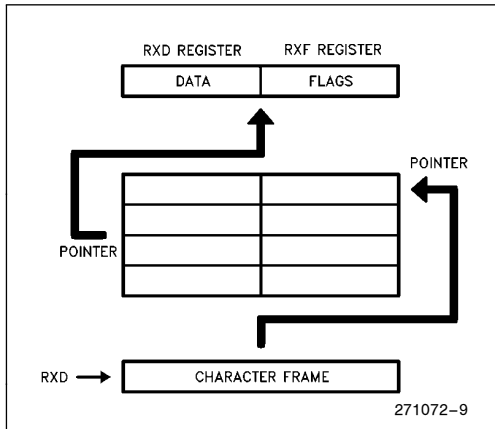 RXD REGISTER RXF REGISTER
DATA FLAGS
POINTER
POINTER
RXD
CHARACTER FRAME
271072–9